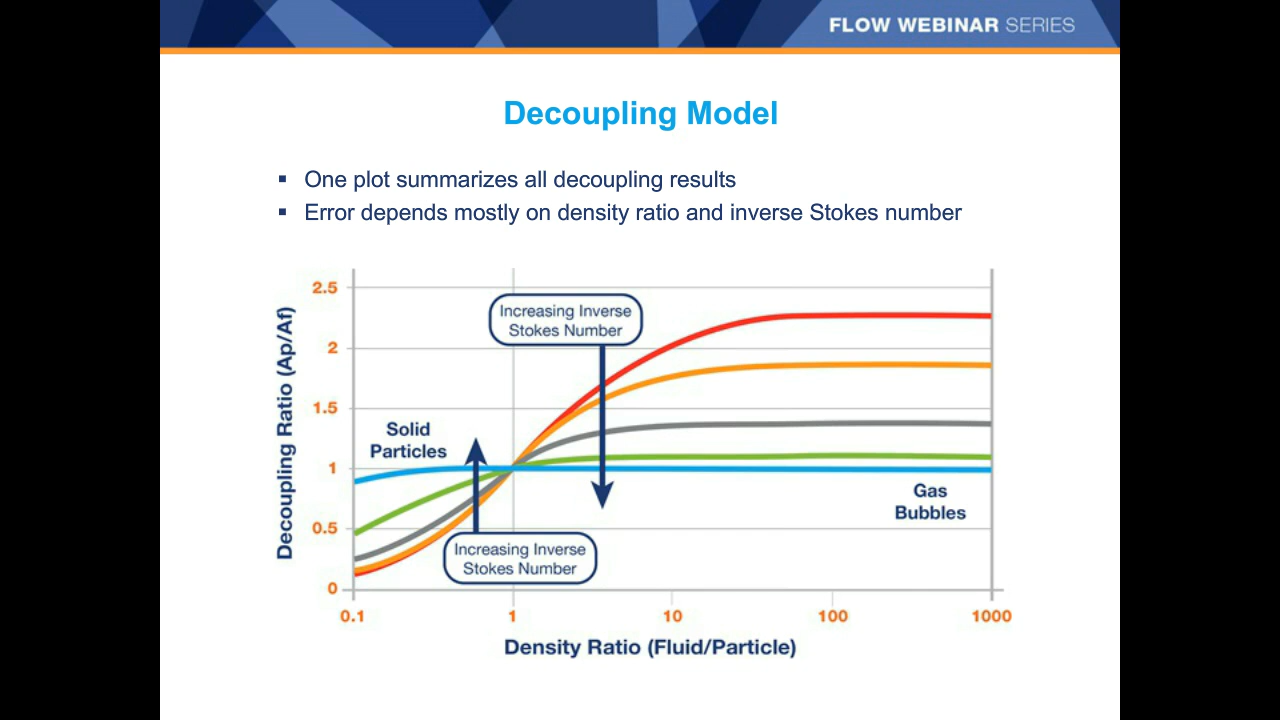 FLOW WEBINAR SERIES
Decoupling Model
▪ One plot summarizes all decoupling results
▪ Error depends mostly on density ratio and inverse Stokes number
Decoupling Ratio (Ap/Af)
2.5
2
1.5
1
0.5
0
Increasing Inverse
Stokes Number
Solid
Particles
Gas
Bubbles
Increasing Inverse
Stokes Number
0.1 1 10 100 1000
Density Ratio (Fluid/Particle)